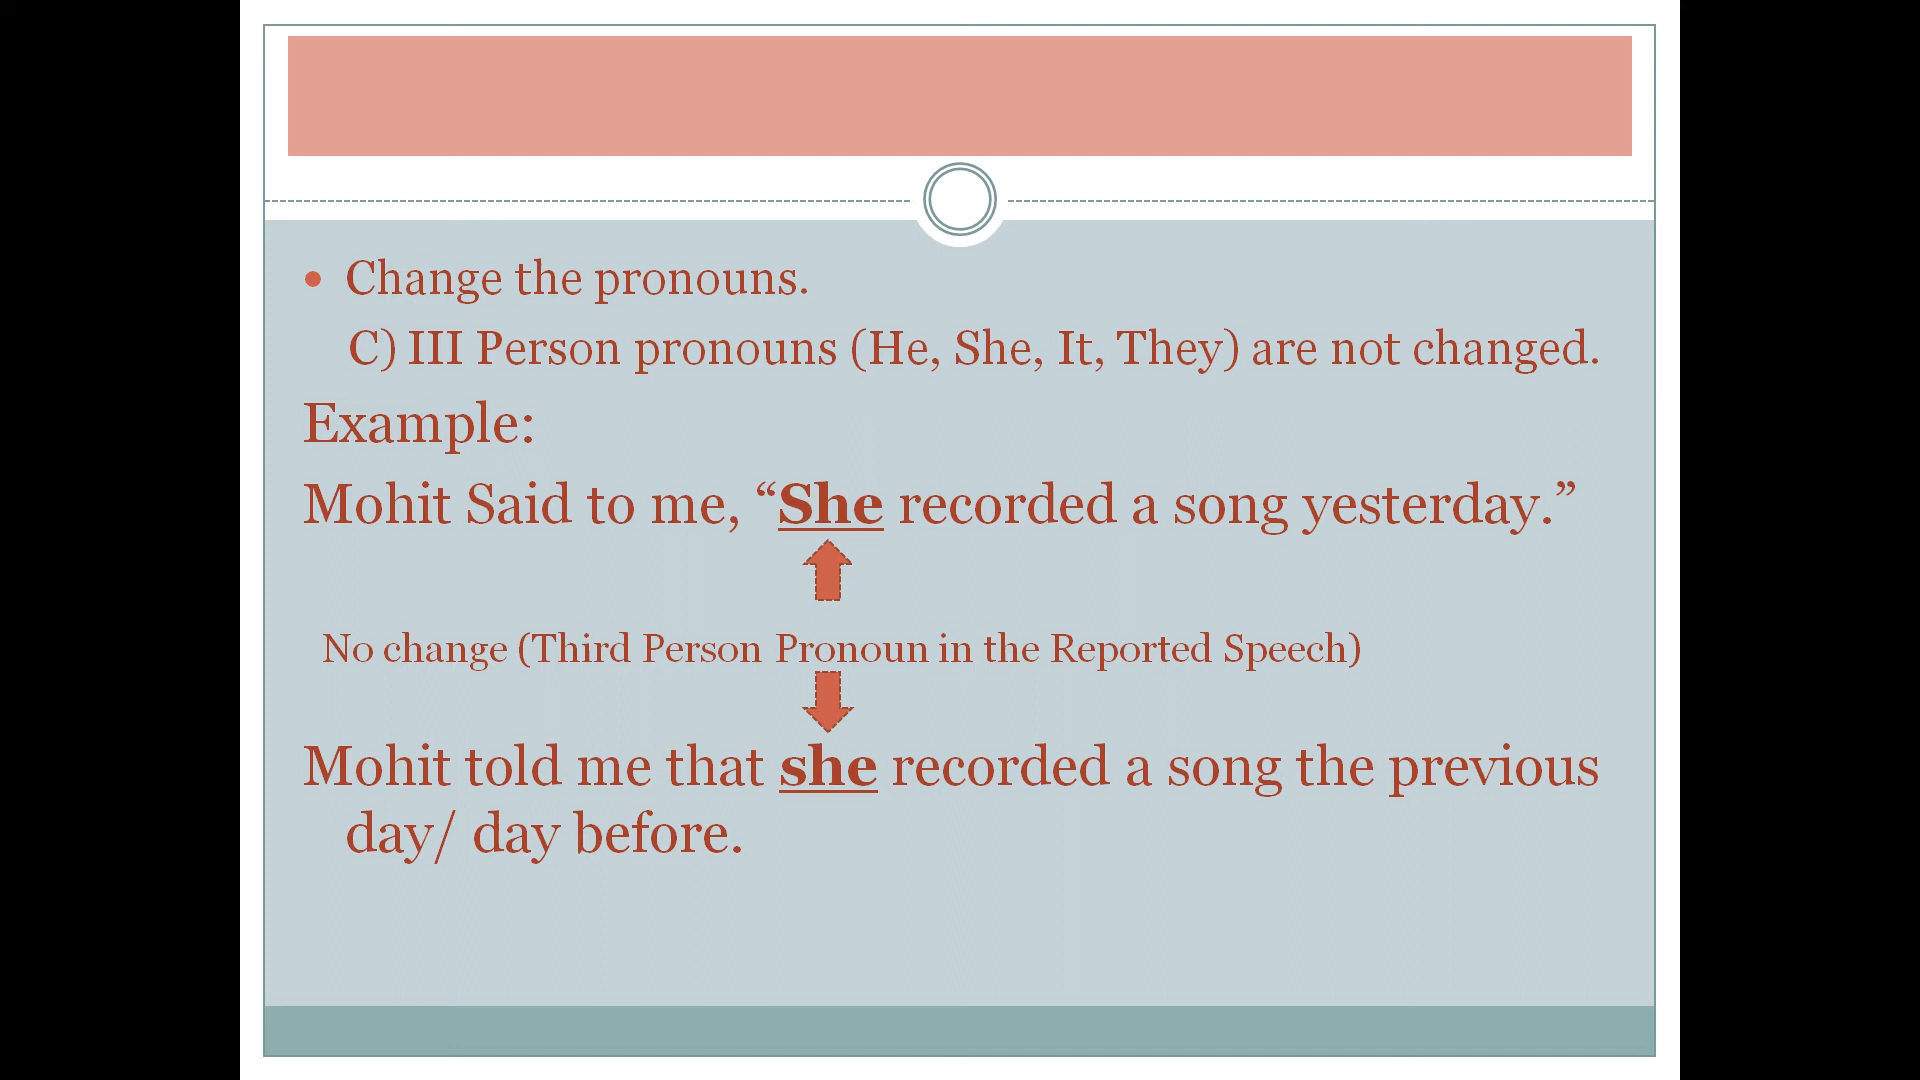 • Change the pronouns.
C) III Person pronouns (He, She, It, They) are not changed.
Example:
Mohit Said to me, “She recorded a song yesterday.”
No change (Third Person Pronoun in the Reported Speech)
Mohit told me that she recorded a song the previous
day/ day before.